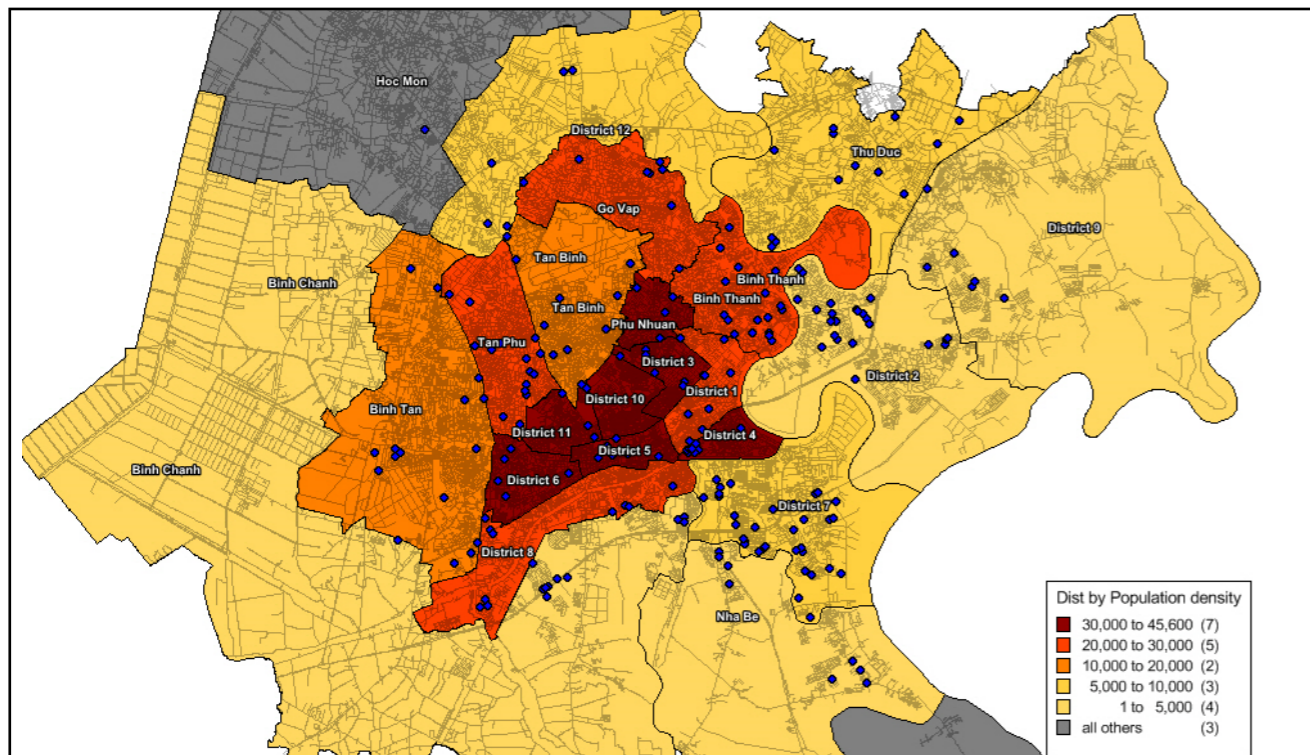 Hoc Mon
District 12
Thu Duc
Go Vap
District 9
Tan Binh
Binh Chanh
Binh Thanh
Binh Thanh
Tan Binh
Phu Nhuan
Tan Phu
District 3
District 2
District 1
District 10
Binh Tan
District 11
District 4
District 5
Binh Chanh
District 6
District 7
District 8
Nha Be
Dist by Population density
30,000 to 45,600 (7)
20,000 to 30,000 (5)
10,000 to 20,000 (2)
5,000 to 10,000 (3)
1 to 5,000 (4)
all others (3)